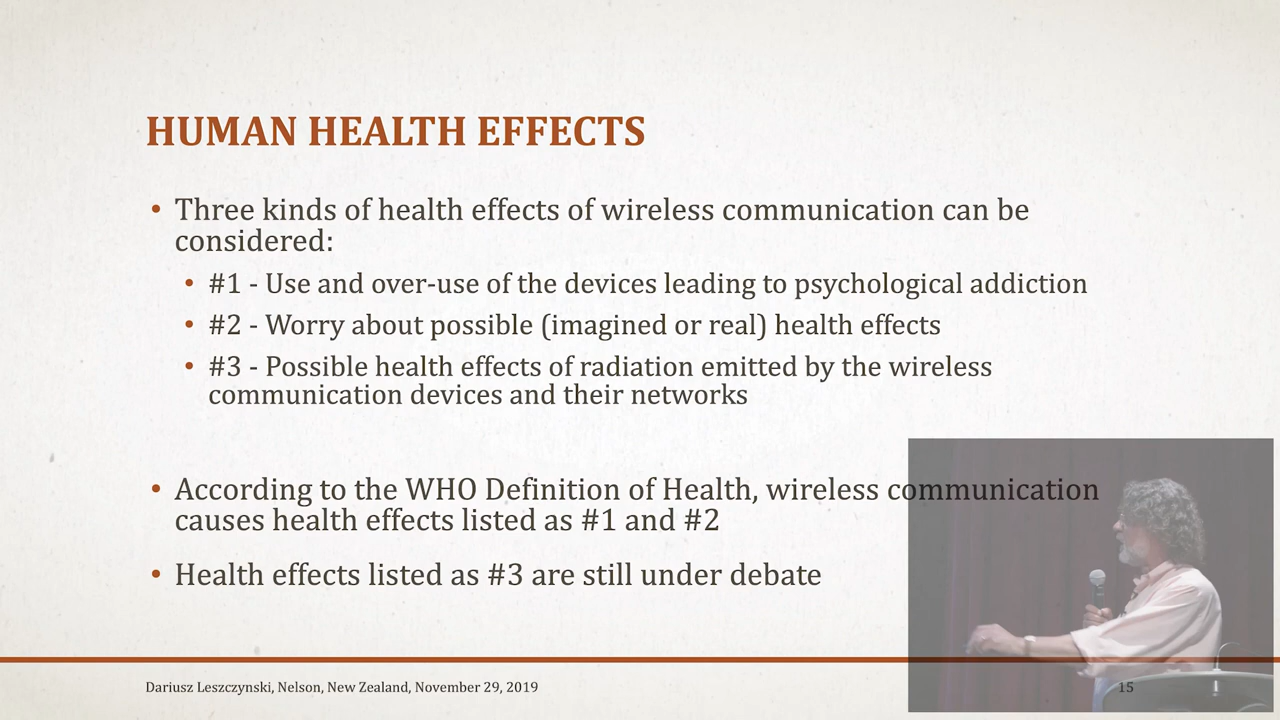 HUMAN HEALTH EFFECTS
• Three kinds of health effects of wireless communication can be
considered:
• #1 - Use and over-use of the devices leading to psychological addiction
• #2 - Worry about possible (imagined or real) health effects
• #3 - Possible health effects of radiation emitted by the wireless
communication devices and their networks
• According to the WHO Definition of Health, wireless communication
causes health effects listed as #1 and #2
• Health effects listed as #3 are still under debate
Dariusz Leszczynski, Nelson, New Zealand, November 29, 2019
15